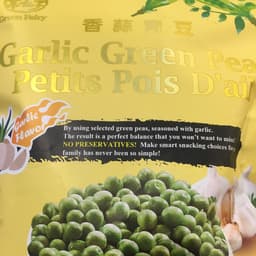 Green Fairy
香蒜青豆
Garlic Green Pea
Petits Pois D'ail
Garlic
Flavor
By using selected green peas, seasoned with garlic.
The result is a perfect balance that you won't want to miss!
NO PRESERVATIVES! Make smart snacking choices for
family has never been so simple!